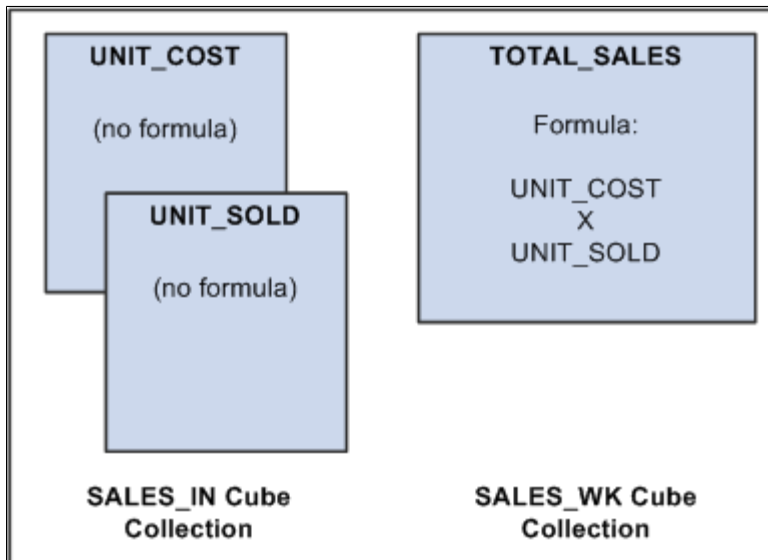 UNIT_COST
(no formula)
UNIT_SOLD
(no formula)
SALES_IN Cube
Collection
TOTAL_SALES
Formula:
UNIT_COST
X
UNIT_SOLD
SALES_WK Cube
Collection